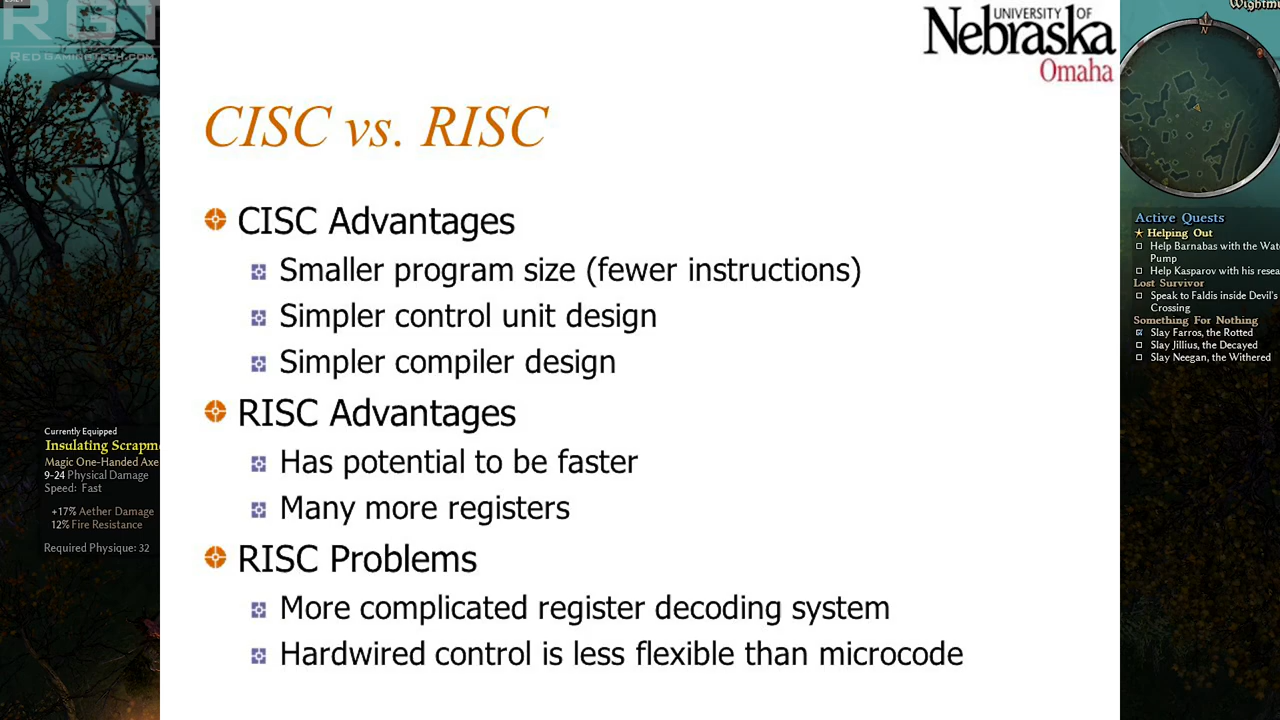 RGT
REDGAMINGTECH.COM
UNIVERSITY OF
Nebraska
Omaha
N
CISC vs. RISC
CISC Advantages
Smaller program size (fewer instructions)
Simpler control unit design
Simpler compiler design
RISC Advantages
Has potential to be faster
Many more registers
RISC Problems
More complicated register decoding system
Hardwired control is less flexible than microcode
Currently Equipped
Insulating
Magic One-Handed Axe
9-24 Physical Damage
Speed: Fast
+17% Aether Damage
12% Fire Resistance
Required Physique: 32
Active Quests
Helping Out
Help Barnabas with the
Pump
Help Kasparov with his
Lost Survivor
Speak to Faldis inside Devil's
Crossing
Something For Nothing
Slay Farros, the Rotted
Slay Jillius, the Decayed
Slay Neegan, the Withered